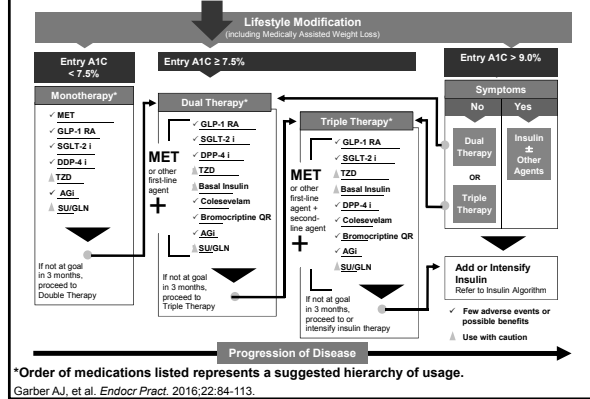 Lifestyle Modification
(including Medically Assisted Weight Loss)
Entry A1C
< 7.5%
Entry A1C ≥ 7.5%
Entry A1C > 9.0%
Monotherapy*
✓ MET
✓ GLP-1 RA
✓ SGLT-2 i
✓ DDP-4 i
TZD
✓ AGi
SU/GLN
If not at goal
in 3 months,
proceed to
Double Therapy
Dual Therapy*
MET
or other
first-line
agent
+
✓ GLP-1 RA
✓ SGLT-2 i
✓ DPP-4 i
TZD
Basal Insulin
✓ Colesevelam
✓ Bromocriptine QR
✓ AGi
SU/GLN
If not at goal
in 3 months,
proceed to
Triple Therapy
Triple Therapy*
MET
or other
first-line
agent +
second-
line agent
+
✓ GLP-1 RA
✓ SGLT-2 i
TZD
Basal Insulin
✓ DPP-4 i
✓ Colesevelam
✓ Bromocriptine QR
✓ AGi
SU/GLN
If not at goal
in 3 months,
proceed to or
intensify insulin therapy
Symptoms
No Yes
Dual
Therapy
OR
Triple
Therapy
Insulin
±
Other
Agents
Add or Intensify
Insulin
Refer to Insulin Algorithm
✓ Few adverse events or
possible benefits
Use with caution
Progression of Disease
*Order of medications listed represents a suggested hierarchy of usage.
Garber AJ, et al. Endocr Pract. 2016;22:84-113.